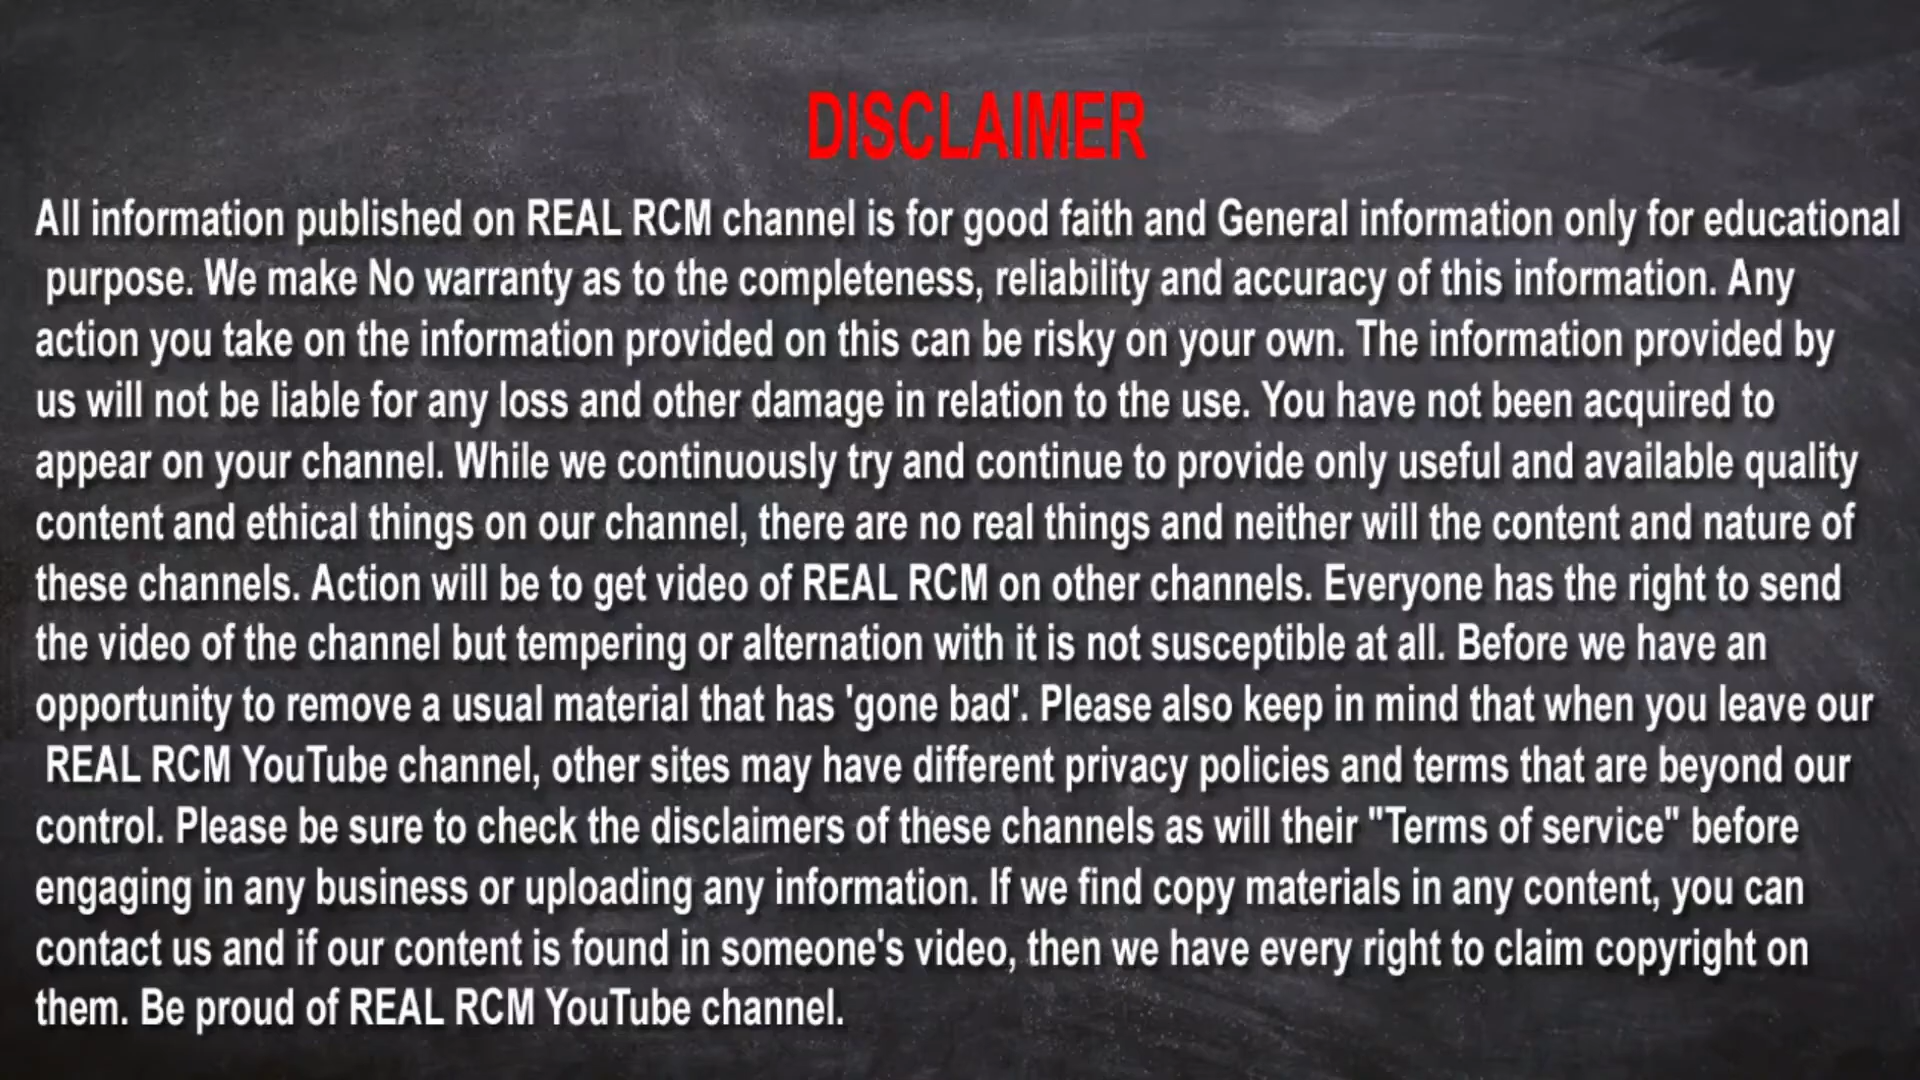 DISCLAIMER
All information published on REAL RCM channel is for good faith and General information only for educational
purpose. We make No warranty as to the completeness, reliability and accuracy of this information. Any
action you take on the information provided on this can be risky on your own. The information provided by
us will not be liable for any loss and other damage in relation to the use. You have not been acquired to
appear on your channel. While we continuously try and continue to provide only useful and available quality
content and ethical things on our channel, there are no real things and neither will the content and nature of
these channels. Action will be to get video of REAL RCM on other channels. Everyone has the right to send
the video of the channel but tempering or alternation with it is not susceptible at all. Before we have an
opportunity to remove a usual material that has 'gone bad'. Please also keep in mind that when you leave our
REAL RCM YouTube channel, other sites may have different privacy policies and terms that are beyond our
control. Please be sure to check the disclaimers of these channels as will their "Terms of service" before
engaging in any business or uploading any information. If we find copy materials in any content, you can
contact us and if our content is found in someone's video, then we have every right to claim copyright on
them. Be proud of REAL RCM YouTube channel.